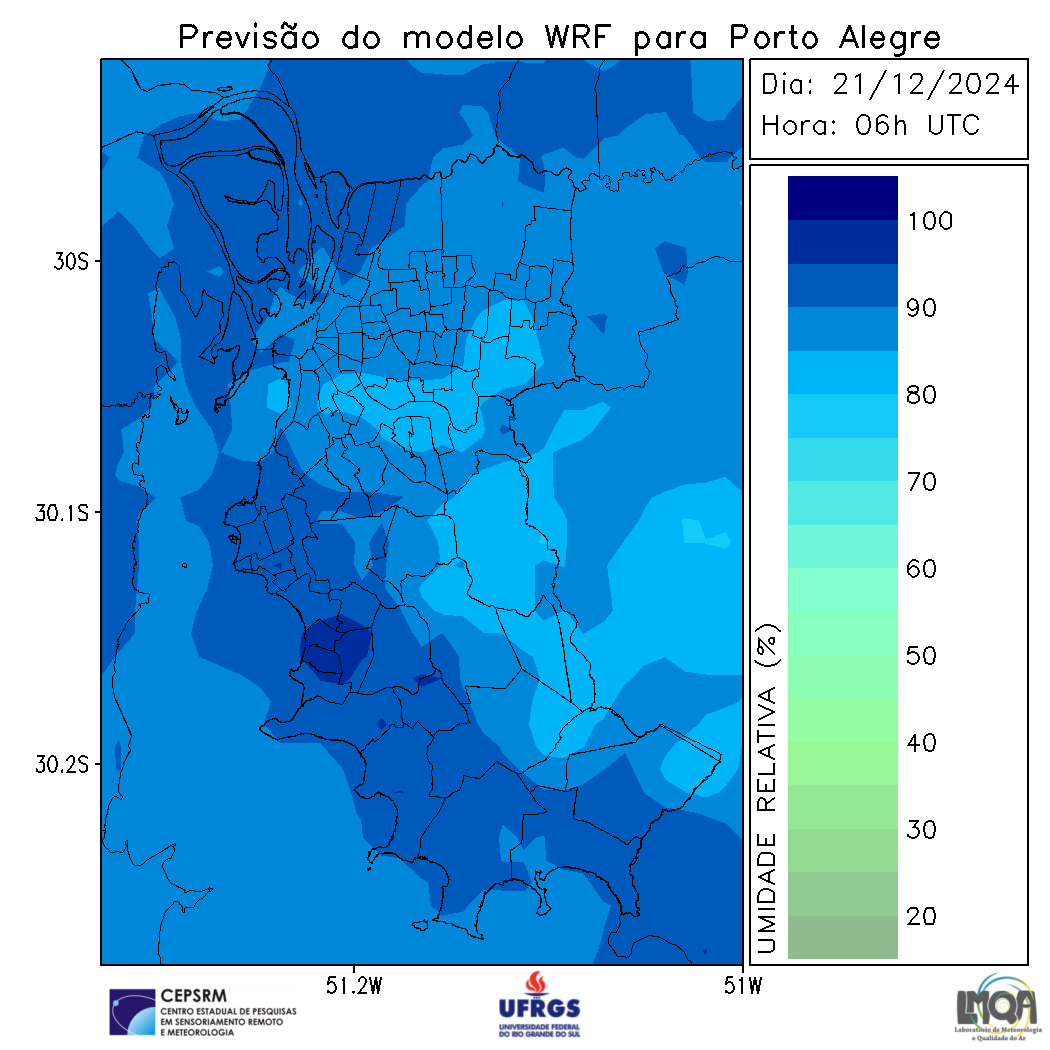 Previsão do modelo WRF para Porto Alegre
Dia: 21/12/2024
Hora: 06h UTC
30S
30.1S
30.2S
51.2W
51W
100
90
80
70
60
50
40
30
20
UMIDADE RELATIVA (%)
CEPSRM
CENTRO ESTADUAL DE PESQUISAS
EM SENSORIAMENTO REMOTO
E METEOROLOGIA
UFRGS
UNIVERSIDADE FEDERAL
DO RIO GRANDE DO SUL
LMQA
Laboratório de Meteorologia
e Qualidade do Ar